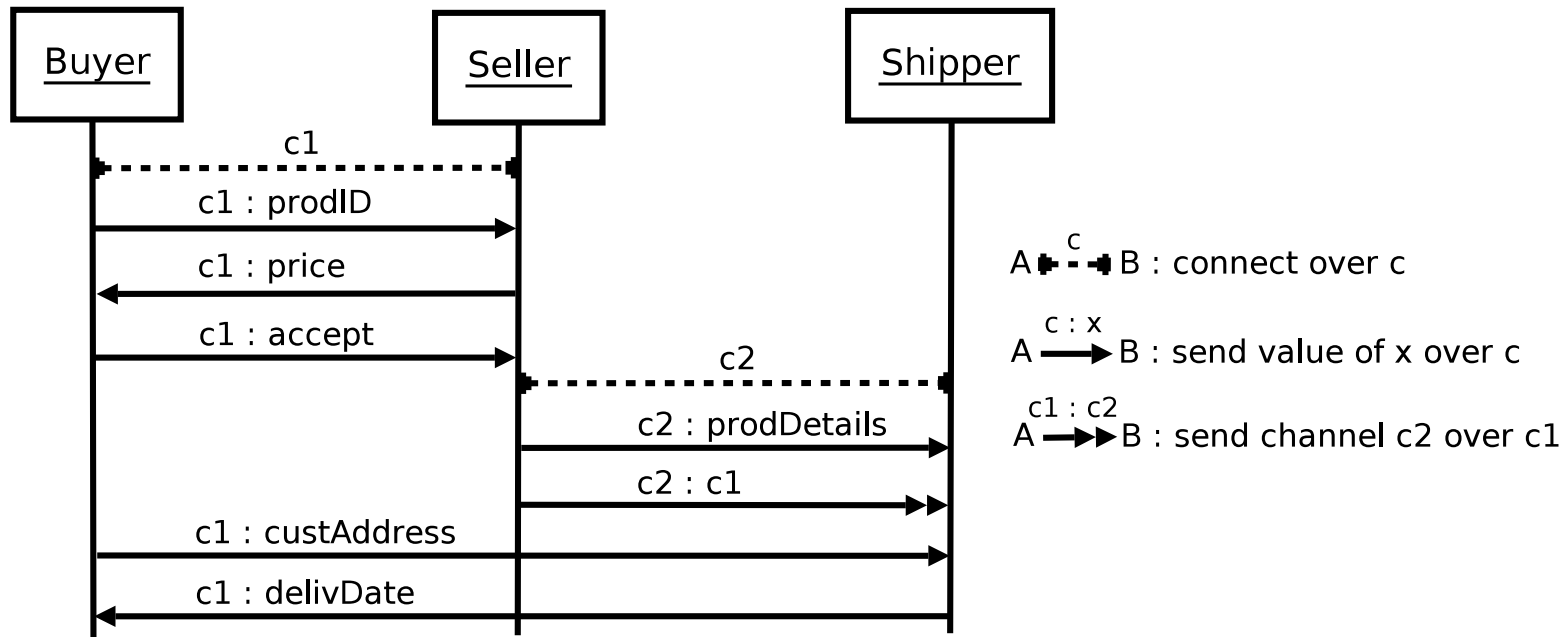 Buyer
Seller
Shipper
c1
c1 : prodID
c1 : price
c1 : accept
c2
c2 : prodDetails
c2 : c1
c1 : custAddress
c1 : delivDate
c
A B : connect over c
c : x
A B : send value of x over c
c1 : c2
A B : send channel c2 over c1